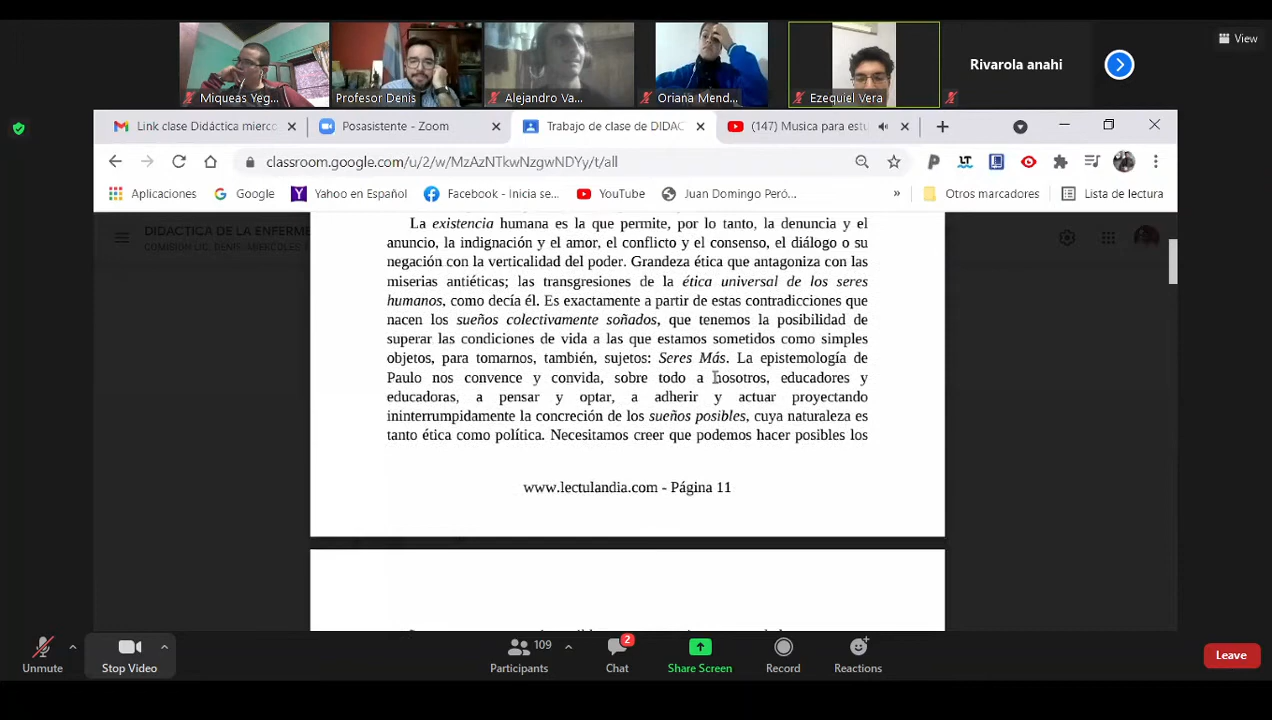 View
Rivarola anahi
Miqueas Yeg...
Profesor Denis
Alejandro Va...
Oriana Mend...
Ezequiel Vera
Link clase Didáctica mierco
Posasistente - Zoom
Trabajo de clase de DIDAC
(147) Musica para estu
classroom.google.com/u/2/w/MzAzNTkwNzgwNDYy/t/all
Aplicaciones
Google
Yahoo en Español
Facebook - Inicia se...
YouTube
Juan Domingo Peró...
»
Otros marcadores
Lista de lectura
DIDACTICA DE LA ENFERME
COMISION LIC. DENIS: MIERCOLES
La existencia humana es la que permite, por lo tanto, la denuncia y el
anuncio, la indignación y el amor, el conflicto y el consenso, el diálogo o su
negación con la verticalidad del poder. Grandeza ética que antagoniza con las
miserias antiéticas; las transgresiones de la ética universal de los seres
humanos, como decía él. Es exactamente a partir de estas contradicciones que
nacen los sueños colectivamente soñados, que tenemos la posibilidad de
superar las condiciones de vida a las que estamos sometidos como simples
objetos, para tomarnos, también, sujetos: Seres Más. La epistemología de
Paulo nos convence y convida, sobre todo a nosotros, educadores y
educadoras, a pensar y optar, a adherir y actuar proyectando
ininterrumpidamente la concreción de los sueños posibles, cuya naturaleza es
tanto ética como política. Necesitamos creer que podemos hacer posibles los
www.lectulandia.com - Página 11
Unmute
Stop Video
109
Participants
2
Chat
Share Screen
Record
Reactions
Leave